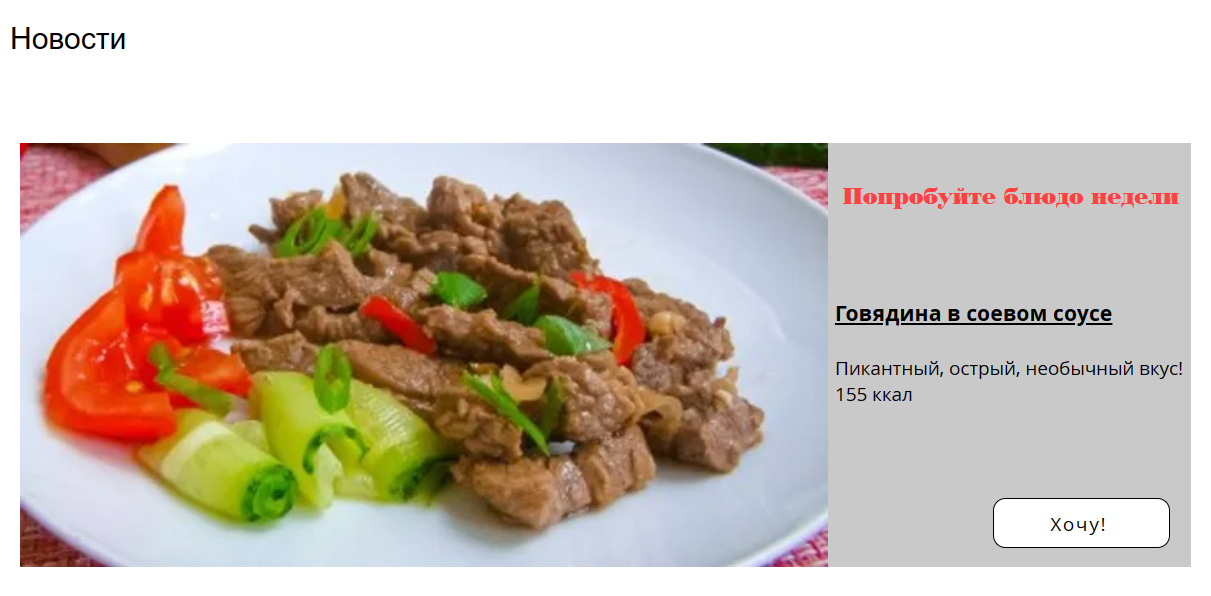 Новости
Попробуйте блюдо недели
Говядина в соевом соусе
Пикантный, острый, необычный вкус!
155 ккал
Хочу!